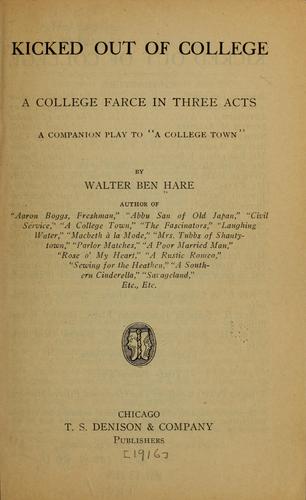 KICKED OUT OF COLLEGE
A COLLEGE FARCE IN THREE ACTS
A COMPANION PLAY TO "A COLLEGE TOWN"
BY
WALTER BEN HARE
AUTHOR OF
"Aaron Boggs, Freshman," "Abbu San of Old Japan," "Civil
Service," "A College Town," "The Fascinators," "Laughing
Water," "Macbeth à la Mode," "Mrs. Tubbs of Shanty-
town," "Parlor Matches," "A Poor Married Man,"
"Rose o' My Heart," "A Rustic Romeo,"
"Sewing for the Heathen," "A South-
ern Cinderella," "Savageland,"
Etc., Etc.
CHICAGO
T. S. DENISON & COMPANY
PUBLISHERS
[1916]